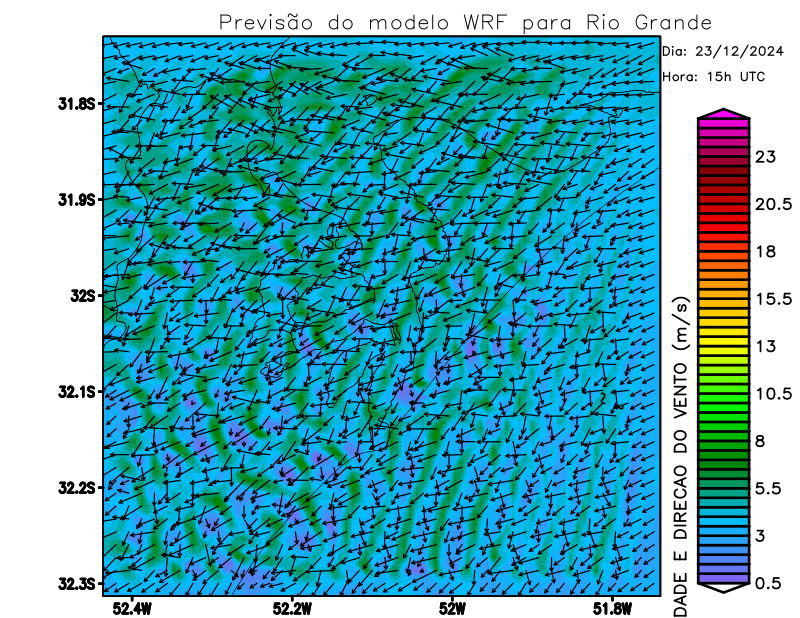 Previsão do modelo WRF para Rio Grande
Dia: 23/12/2024
Hora: 15h UTC
31.8S
31.9S
32S
32.1S
32.2S
32.3S
52.4W
52.2W
52W
51.8W
23
20.5
18
15.5
13
10.5
8
5.5
3
0.5
DADE E DIRECAO DO VENTO (m/s)